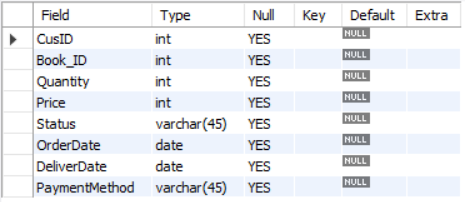 Field Type Null Key Default Extra
CusID int YES NULL
Book_ID int YES NULL
Quantity int YES NULL
Price int YES NULL
Status varchar(45) YES NULL
OrderDate date YES NULL
DeliverDate date YES NULL
PaymentMethod varchar(45) YES NULL